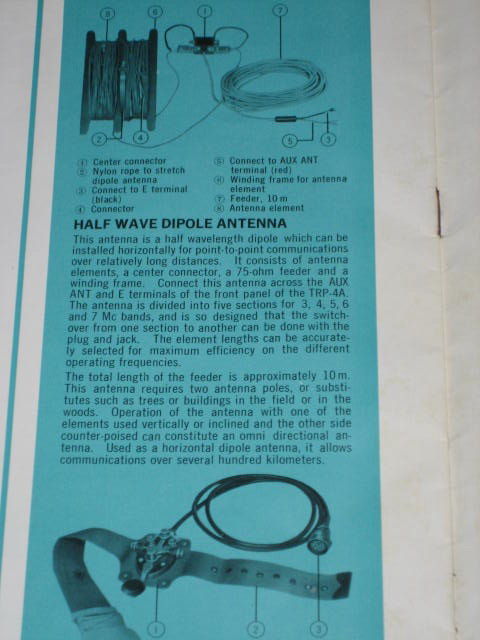 ⑧ ⑥ ① ⑦
② ④ ⑤ ③
① Center connector
② Nylon rope to stretch
dipole antenna
③ Connect to E terminal
(black)
④ Connector
⑤ Connect to AUX ANT
terminal (red)
⑥ Winding frame for antenna
element
⑦ Feeder, 10 m
⑧ Antenna element
HALF WAVE DIPOLE ANTENNA
This antenna is a half wavelength dipole which can be
installed horizontally for point-to-point communications
over relatively long distances. It consists of antenna
elements, a center connector, a 75-ohm feeder and a
winding frame. Connect this antenna across the AUX
ANT and E terminals of the front panel of the TRP-4A.
The antenna is divided into five sections for 3, 4, 5, 6
and 7 Mc bands, and is so designed that the switch-
over from one section to another can be done with the
plug and jack. The element lengths can be accurate-
ly selected for maximum efficiency on the different
operating frequencies.
The total length of the feeder is approximately 10 m.
This antenna requires two antenna poles, or substi-
tutes such as trees or buildings in the field or in the
woods. Operation of the antenna with one of the
elements used vertically or inclined and the other side
counter-poised can constitute an omni directional an-
tenna. Used as a horizontal dipole antenna, it allows
communications over several hundred kilometers.
① ② ③